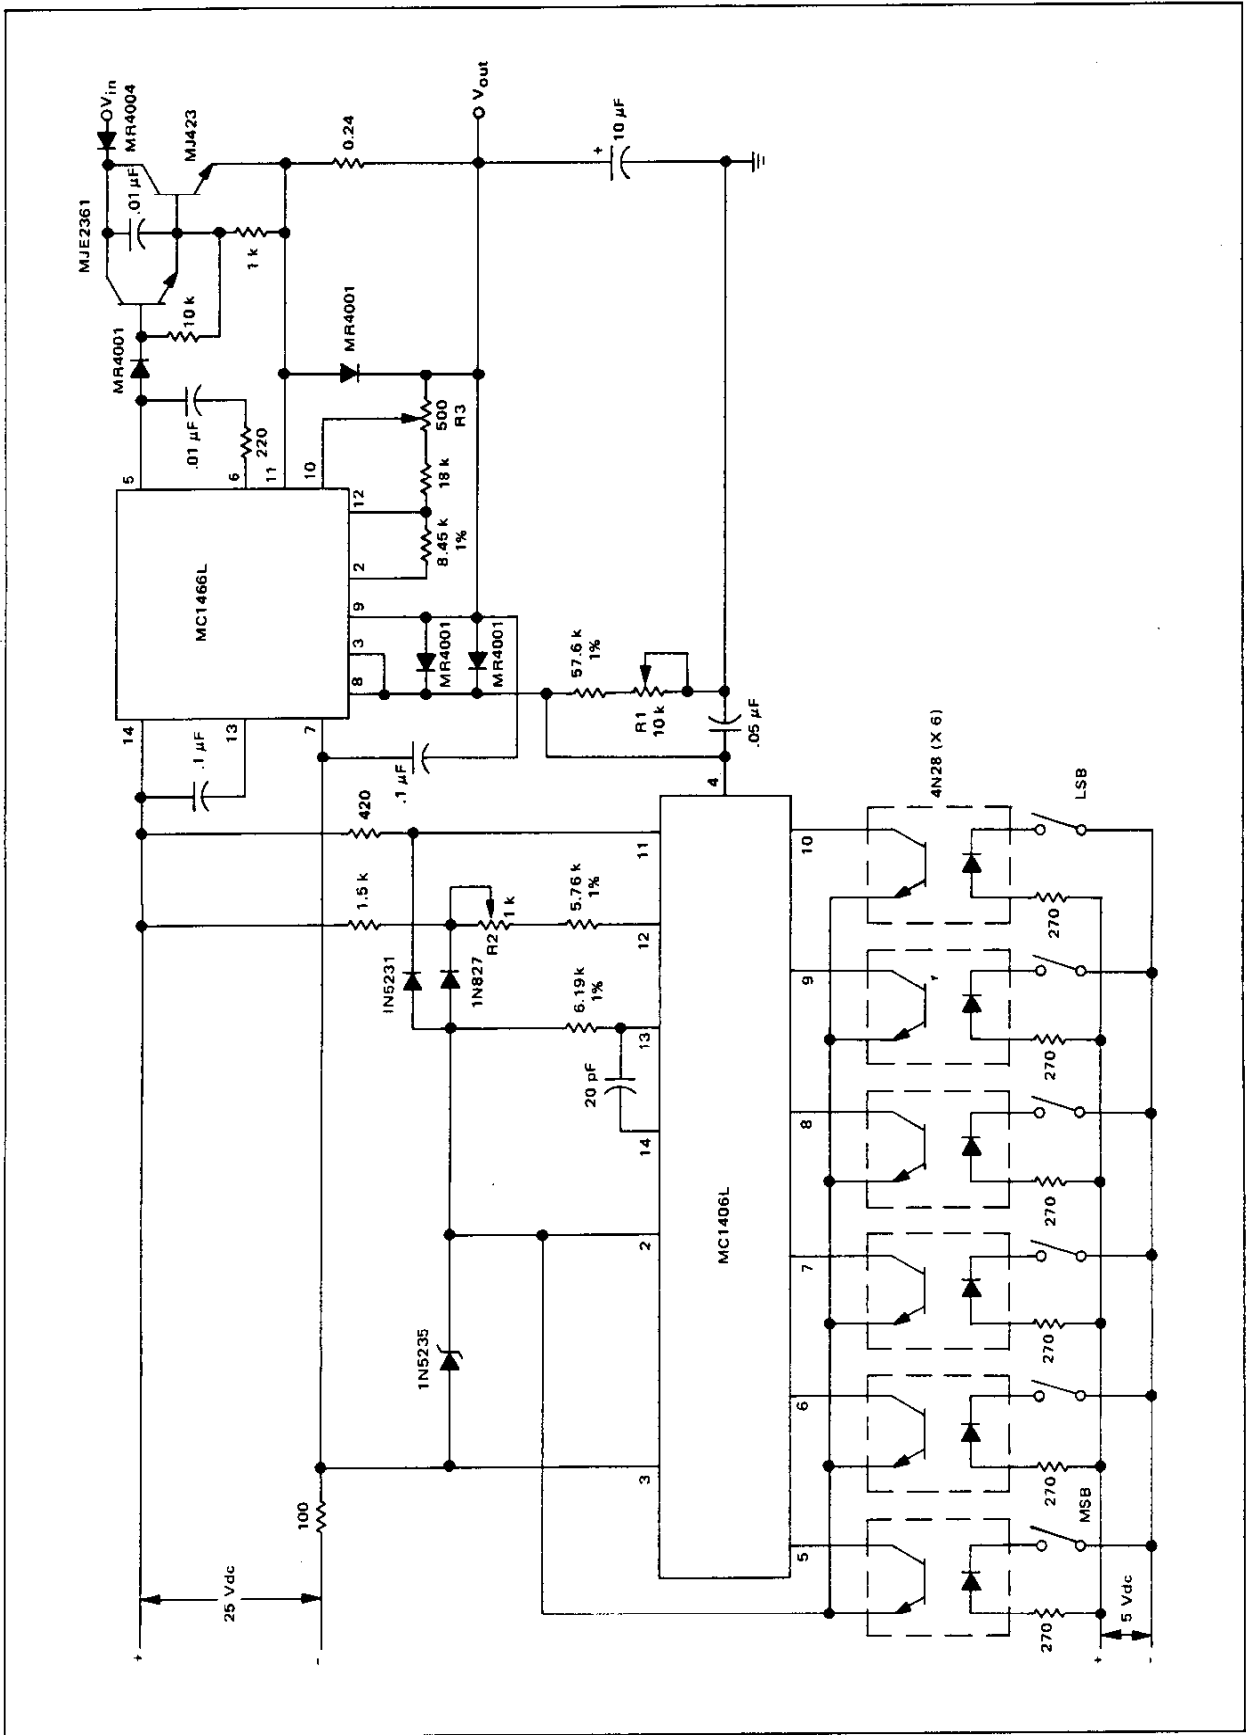 MJE2361
Vin
MR4004
.01 µF
MJ423
MR4001
10 k
1 k
0.24
Vout
10 µF
+
.01 µF
220
MR4001
500
R3
18 k
8.45 k
1%
5
6
11
10
12
2
9
3
8
14
13
7
MC1466L
.1 µF
.1 µF
MR4001
MR4001
57.6 k
1%
R1
10 k
.05 µF
420
1.5 k
R2
1 k
5.76 k
1%
IN5231
1N827
6.19k
1%
20 pF
1N5235
100
25 Vdc
+
-
4
11
12
13
14
2
3
MC1406L
10
9
8
7
6
5
4N28 (X 6)
LSB
270
270
270
270
270
MSB
270
5 Vdc
+
-